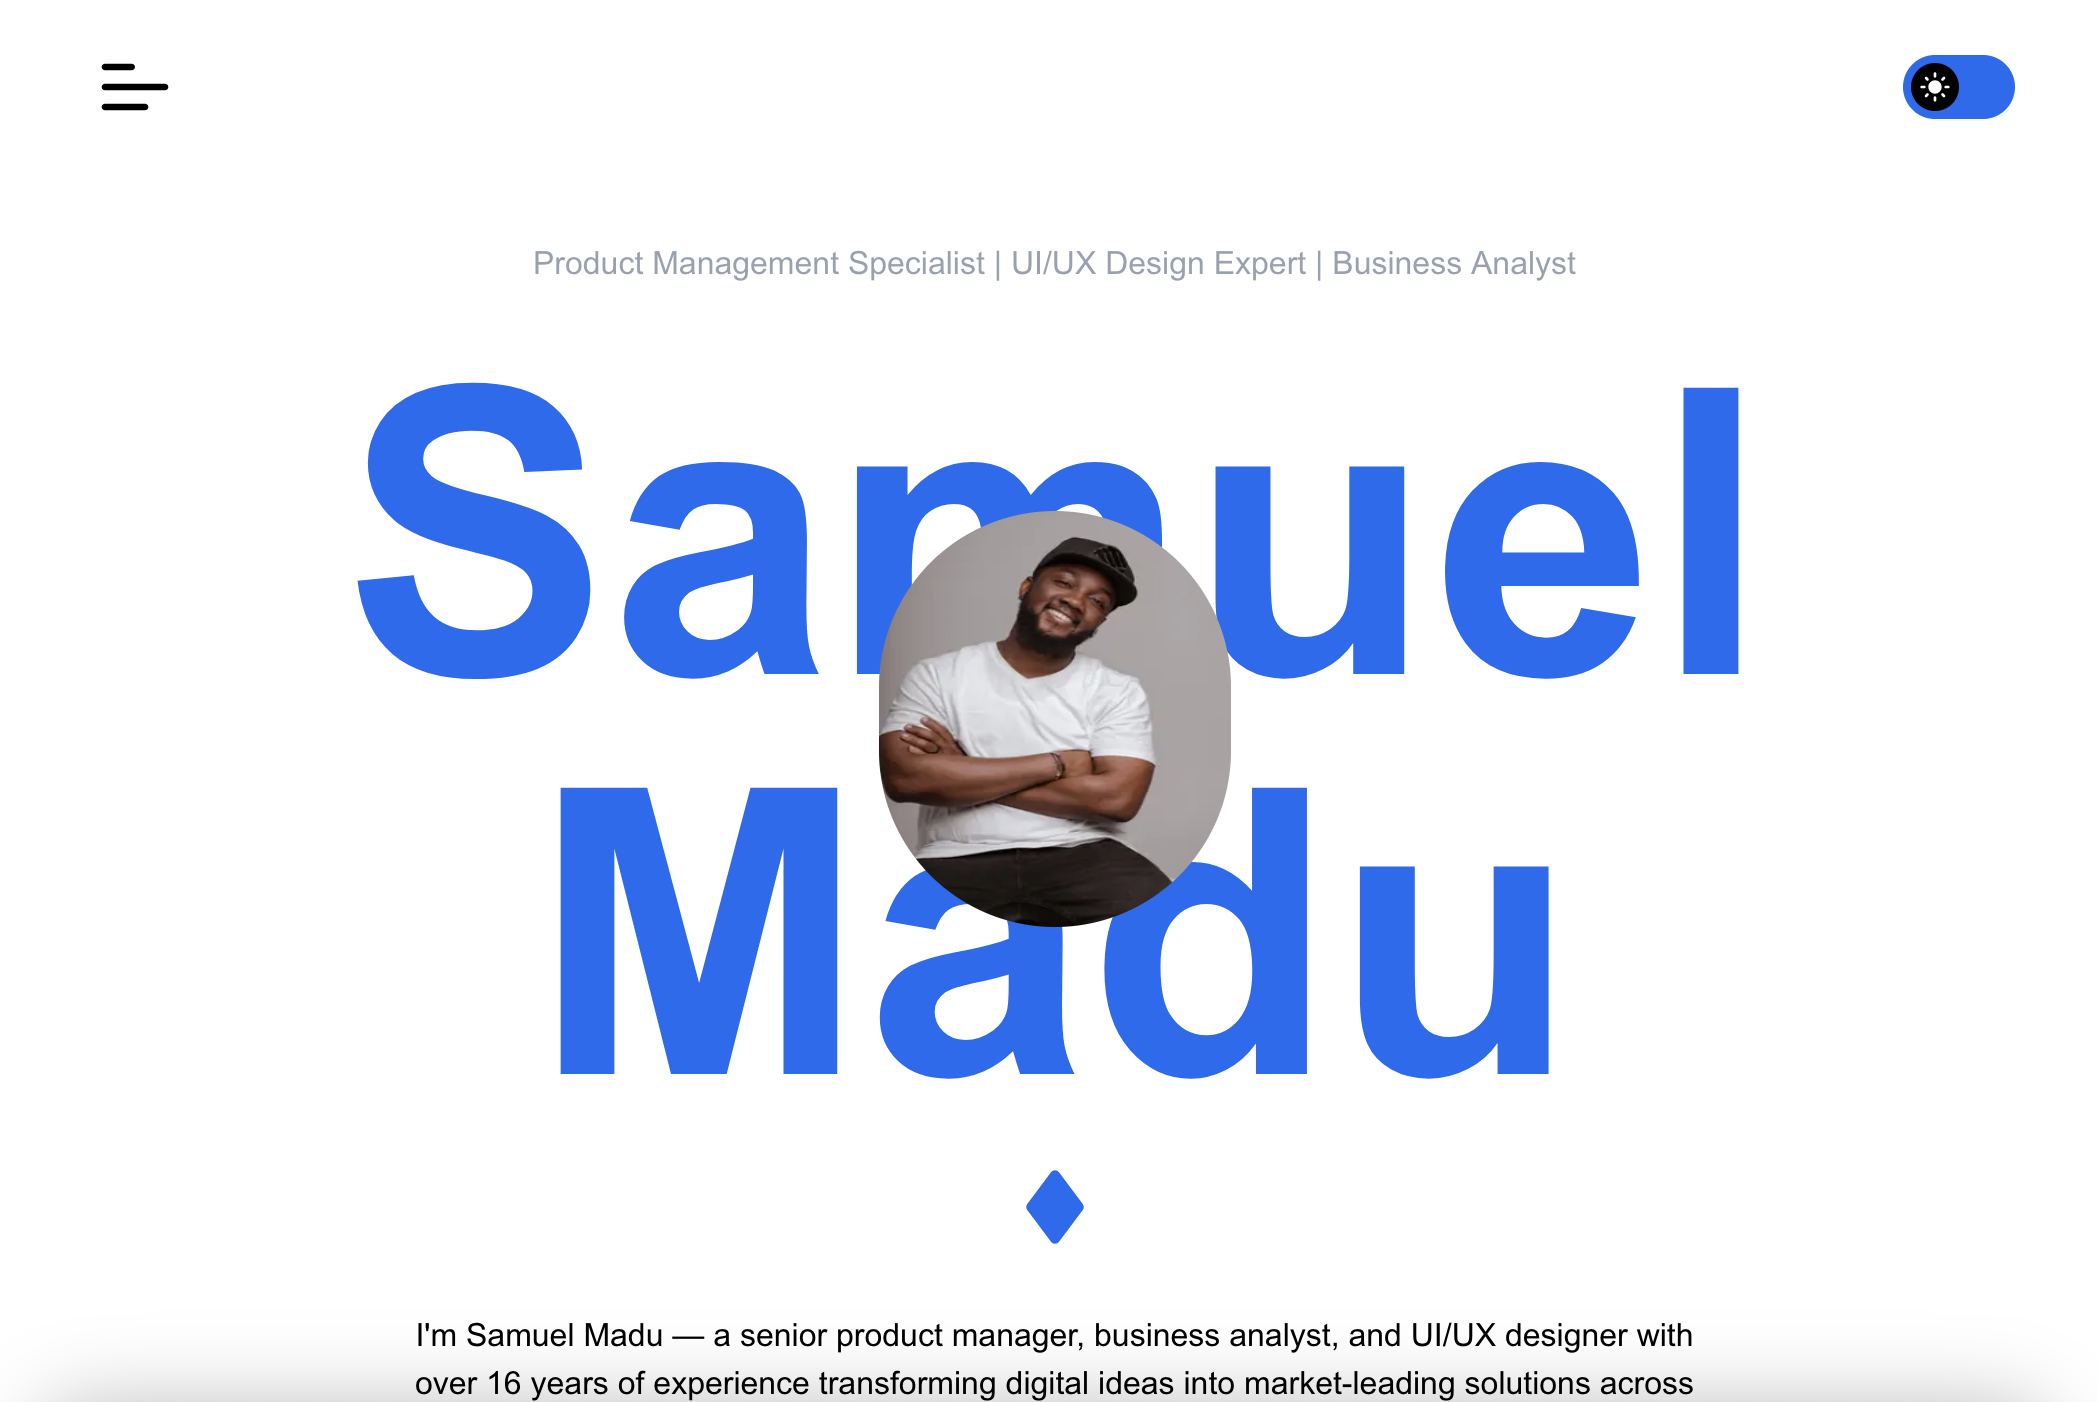 Product Management Specialist | UI/UX Design Expert | Business Analyst
Samuel
Madu
I'm Samuel Madu — a senior product manager, business analyst, and UI/UX designer with
over 16 years of experience transforming digital ideas into market-leading solutions across